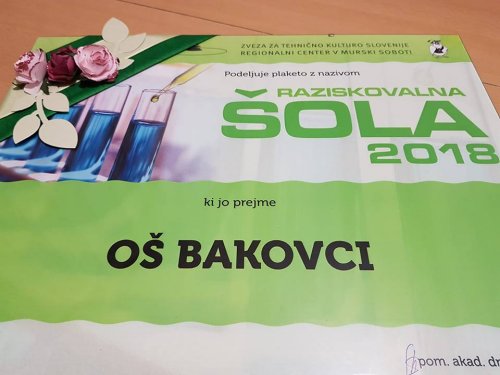 ZVEZA ZA TEHNIČNO KULTURO SLOVENIJE
REGIONALNI CENTER V MURSKI SOBOTI
Podeljuje plaketo z nazivom
RAZISKOVALNA
ŠOLA
2018
ki jo prejme
OŠ BAKOVCI
pom. akad. dr